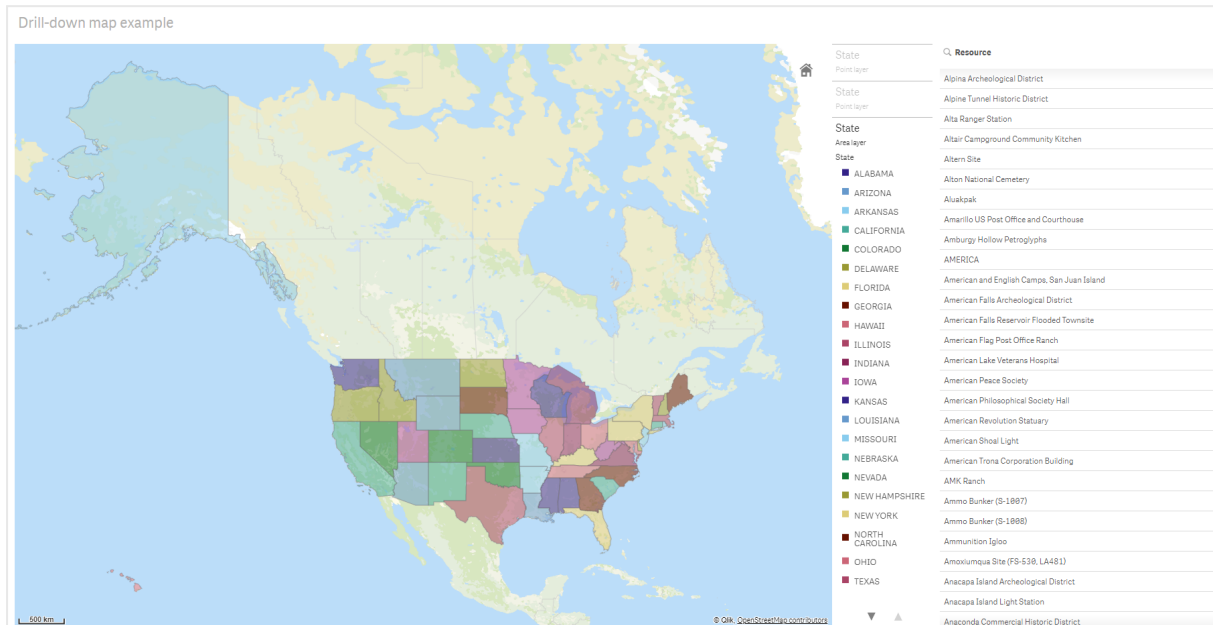 Drill-down map example
500 km
© Qlik, OpenStreetMap contributors
State
Point layer
State
Point layer
State
Area layer
State
ALABAMA
ARIZONA
ARKANSAS
CALIFORNIA
COLORADO
DELAWARE
FLORIDA
GEORGIA
HAWAII
ILLINOIS
INDIANA
IOWA
KANSAS
LOUISIANA
MISSOURI
NEBRASKA
NEVADA
NEW HAMPSHIRE
NEW YORK
NORTH
CAROLINA
OHIO
TEXAS
Resource
Alpina Archeological District
Alpine Tunnel Historic District
Alta Ranger Station
Altair Campground Community Kitchen
Altern Site
Alton National Cemetery
Aluakpak
Amarillo US Post Office and Courthouse
Amburgy Hollow Petroglyphs
AMERICA
American and English Camps, San Juan Island
American Falls Archeological District
American Falls Reservoir Flooded Townsite
American Flag Post Office Ranch
American Lake Veterans Hospital
American Peace Society
American Philosophical Society Hall
American Revolution Statuary
American Shoal Light
American Trona Corporation Building
AMK Ranch
Ammo Bunker (S-1007)
Ammo Bunker (S-1008)
Ammunition Igloo
Amoxiumqua Site (FS-530, LA481)
Anacapa Island Archeological District
Anacapa Island Light Station
Anaconda Commercial Historic District